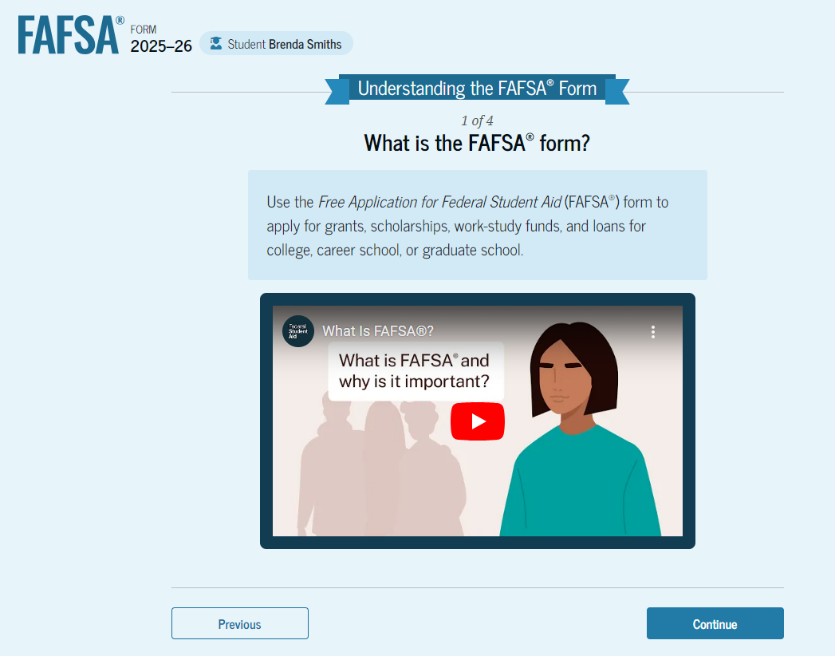 FAFSA® FORM
2025–26
Student Brenda Smiths
Understanding the FAFSA® Form
1 of 4
What is the FAFSA® form?
Use the Free Application for Federal Student Aid (FAFSA®) form to
apply for grants, scholarships, work-study funds, and loans for
college, career school, or graduate school.
Federal
Student
Aid
What Is FAFSA®?
What is FAFSA® and
why is it important?
Previous
Continue